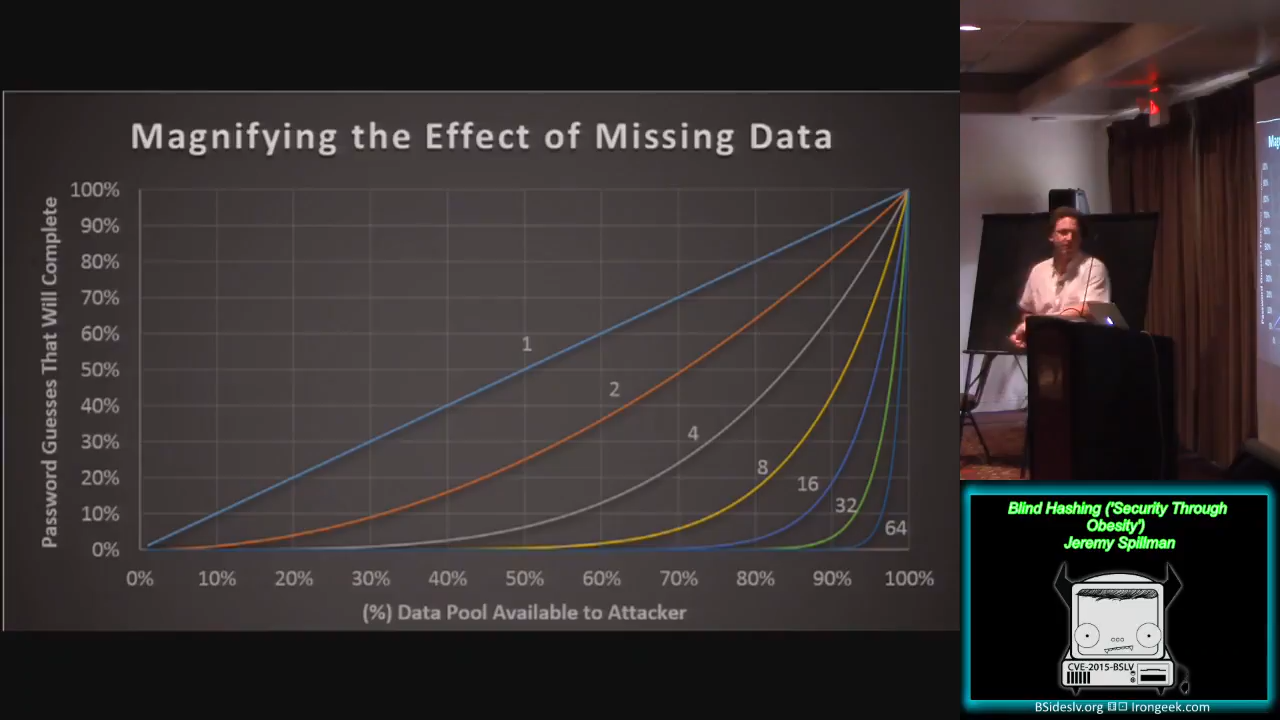 Magnifying the Effect of Missing Data
Password Guesses That Will Complete
100%
90%
80%
70%
60%
50%
40%
30%
20%
10%
0%
1
2
4
8
16
32
64
0% 10% 20% 30% 40% 50% 60% 70% 80% 90% 100%
(%) Data Pool Available to Attacker
Blind Hashing ('Security Through
Obesity')
Jeremy Spillman
CVE-2015-BSLV
BSideslv.org Irongeek.com